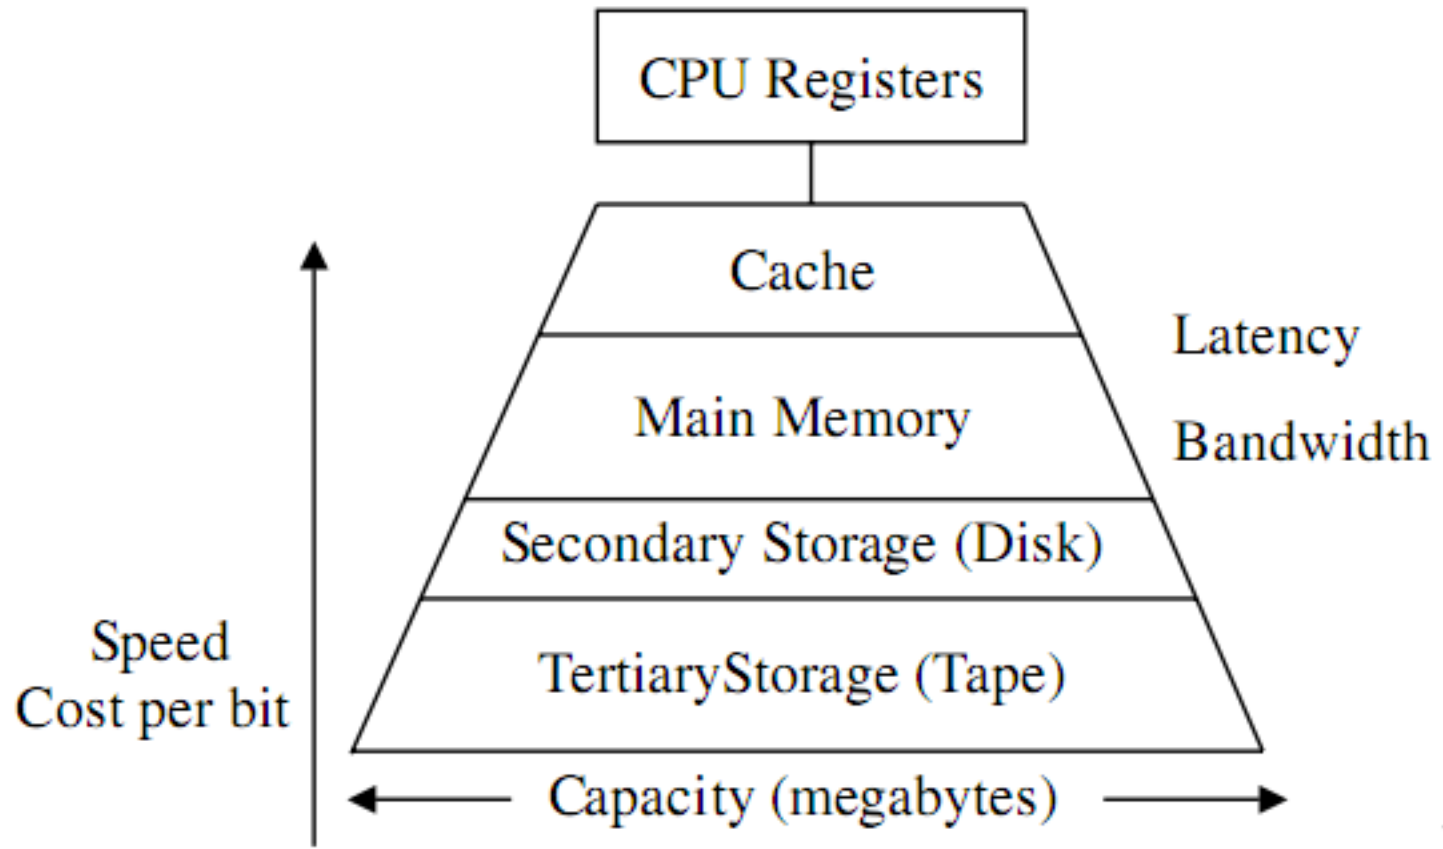 CPU Registers
Cache
Latency
Main Memory
Bandwidth
Secondary Storage (Disk)
Speed
TertiaryStorage (Tape)
Cost per bit
Capacity (megabytes)